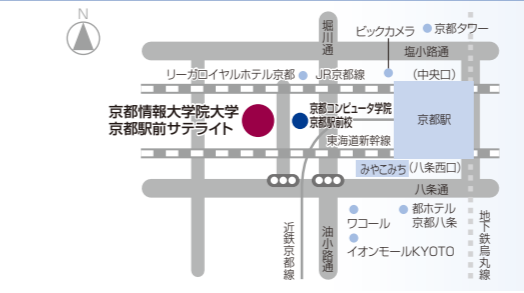 N
堀川通
ビックカメラ
京都タワー
塩小路通
リーガロイヤルホテル京都
JR京都線
(中央口)
京都情報大学院大学
京都駅前サテライト
京都コンピュータ学院
京都駅前校
京都駅
東海道新幹線
みやこみち
(八条西口)
八条通
近鉄京都線
油小路通
ワコール
都ホテル
京都八条
イオンモールKYOTO
地下鉄烏丸線